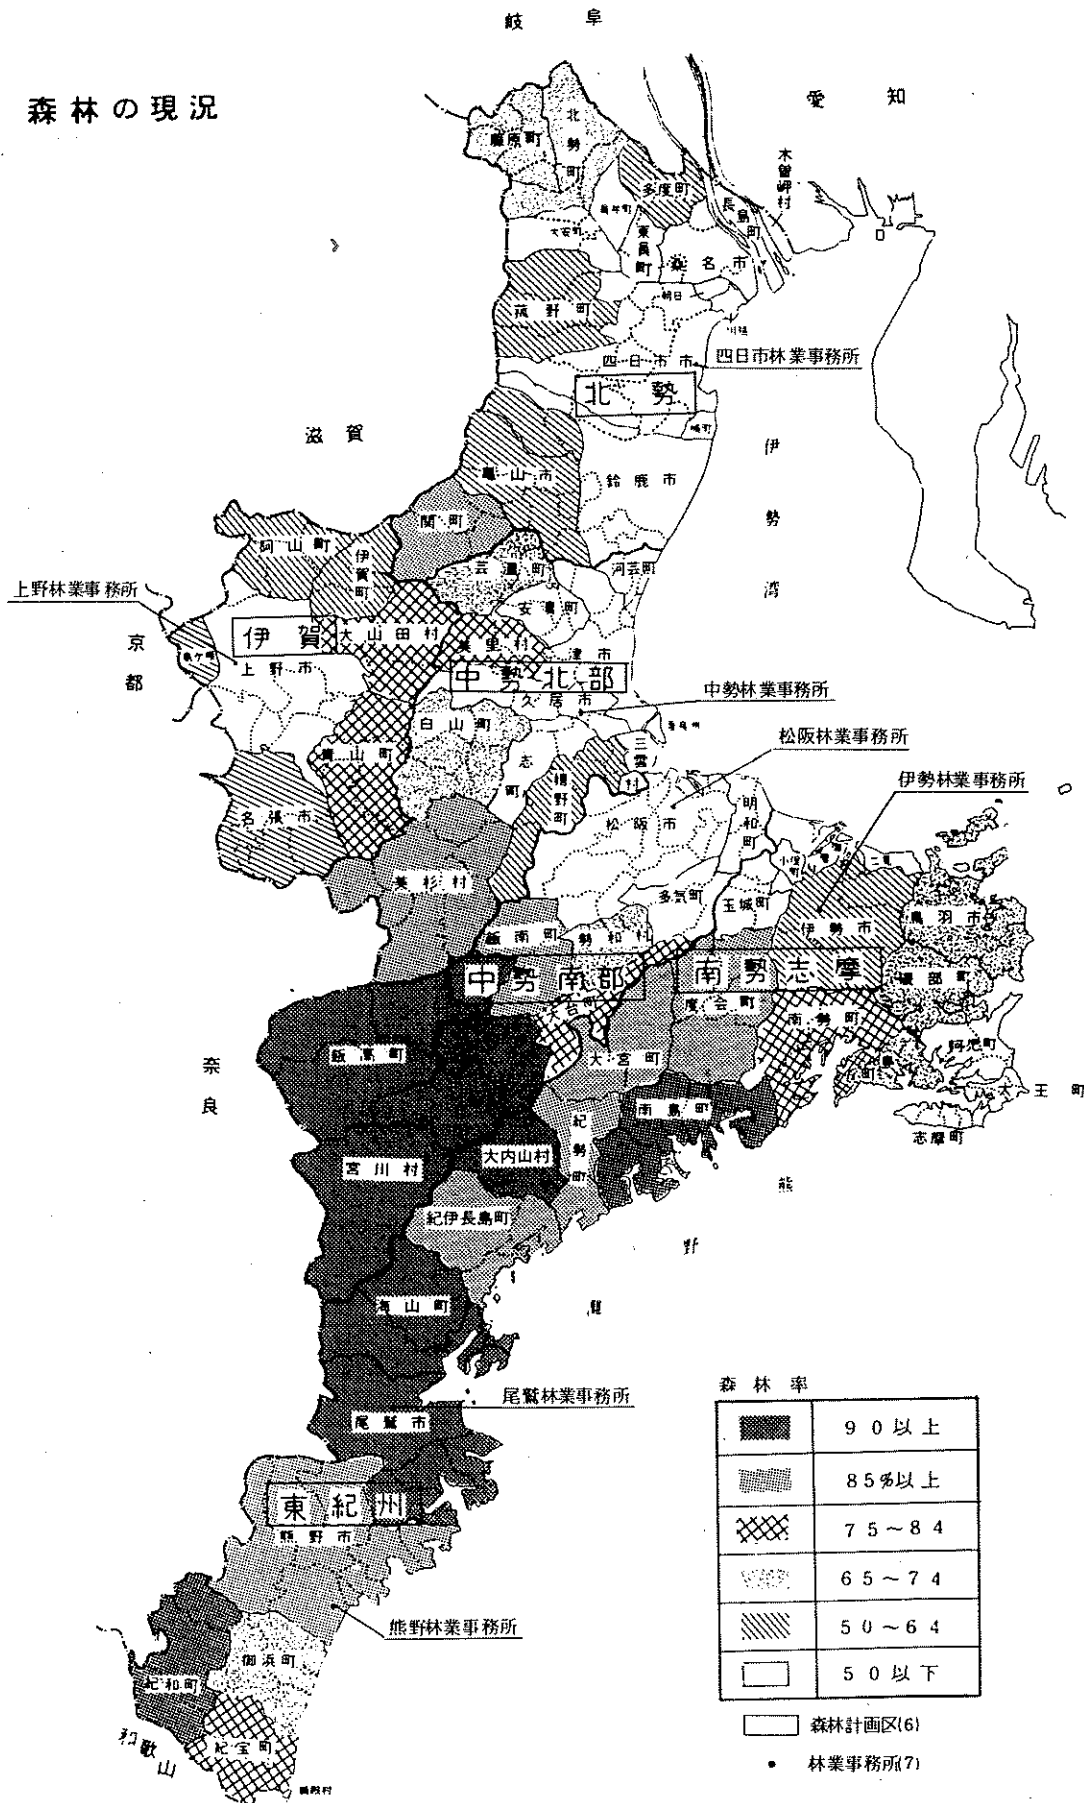 岐阜
森林の現況
愛知
木曽岬村
北勢町
藤原町
多度町
長島町
大安町
東員町
桑名市
朝日
菰野町
四日市市
四日市林業事務所
北勢
滋賀
伊勢湾
亀山市
鈴鹿市
関町
阿山町
伊賀町
芸濃町
河芸町
上野林業事務所
安濃町
京都
伊賀
大山田村
美里村
津市
上野市
中勢北部
久居市
中勢林業事務所
白山町
三雲村
松阪林業事務所
青山町
嬉野町
伊勢林業事務所
名張市
松阪市
明和町
美杉村
多気町
玉城町
飯南町
勢和村
伊勢市
鳥羽市
中勢南部
南勢志摩
磯部町
度会町
南勢町
奈良
飯高町
大宮町
阿児町
大王町
志摩町
南島町
紀勢町
宮川村
大内山村
熊野灘
紀伊長島町
海山町
尾鷲林業事務所
尾鷲市
東紀州
熊野市
熊野林業事務所
御浜町
紀和町
紀宝町
和歌山
鵜殿村
森林率
90以上
85%以上
75~84
65~74
50~64
50以下
森林計画区(6)
林業事務所(7)